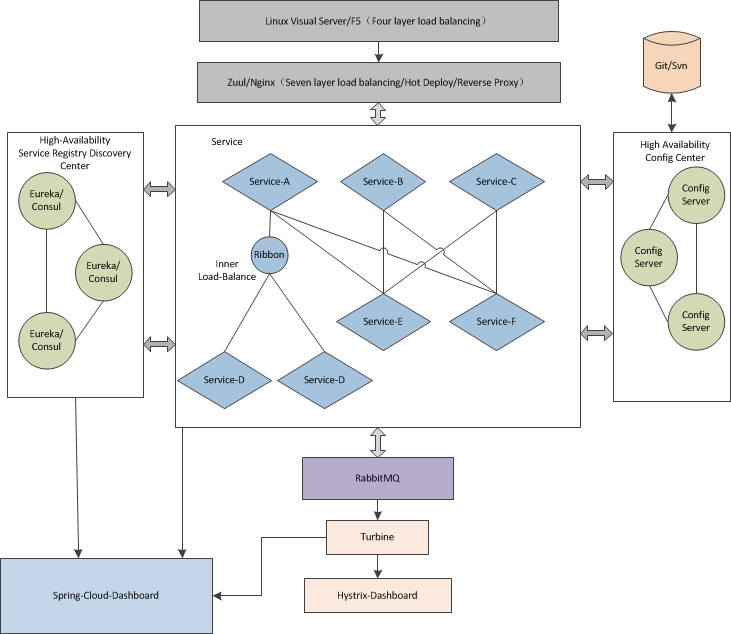 Linux Visual Server/F5（Four layer load balancing）
Zuul/Nginx（Seven layer load balancing/Hot Deploy/Reverse Proxy）
Git/Svn
High-Availability
Service Registry Discovery
Center
Eureka/
Consul
Eureka/
Consul
Eureka/
Consul
Service
Service-A
Service-B
Service-C
Ribbon
Inner
Load-Balance
Service-E
Service-F
Service-D
Service-D
High Availability
Config Center
Config
Server
Config
Server
Config
Server
RabbitMQ
Turbine
Hystrix-Dashboard
Spring-Cloud-Dashboard